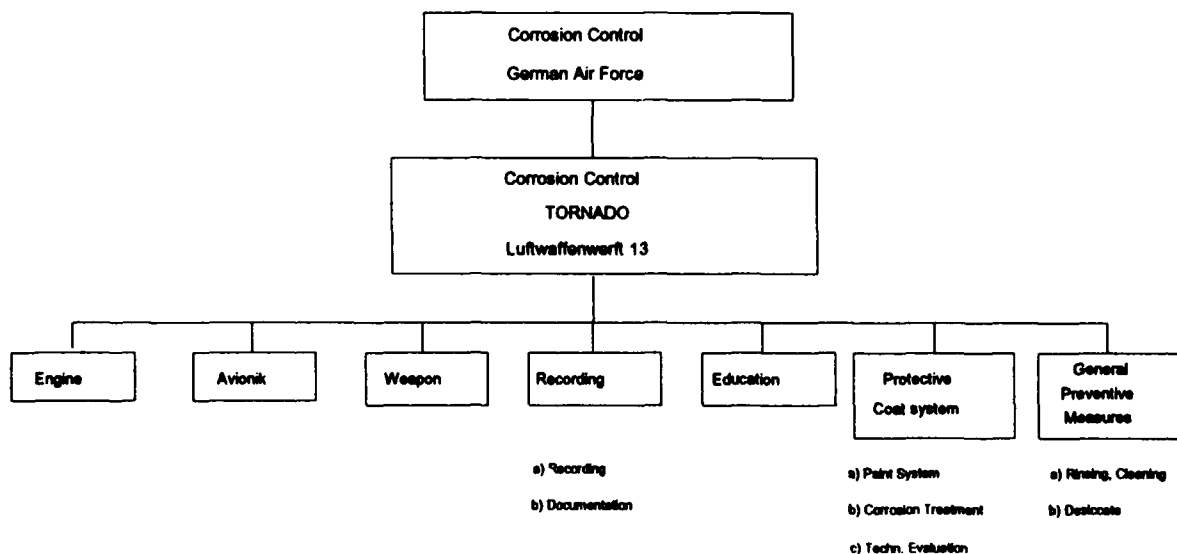 Corrosion Control
German Air Force
Corrosion Control
TORNADO
Luftwaffenwerft 13
Engine
Avionik
Weapon
Recording
Education
Protective
Coat system
General
Preventive
Measures
a) Recording
b) Documentation
a) Paint System
b) Corrosion Treatment
c) Techn. Evaluation
a) Rinsing, Cleaning
b) Desiccate